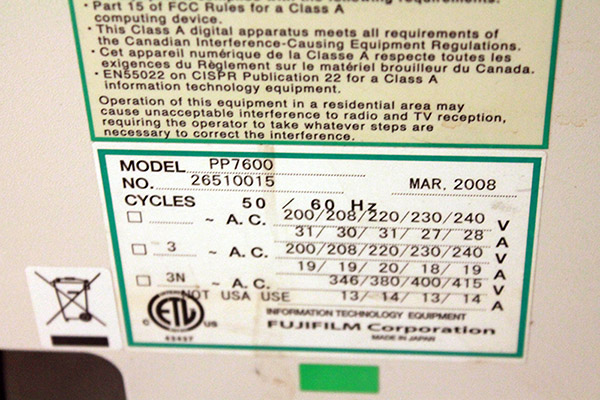 · Part 15 of FCC Rules for a Class A
computing device.
· This Class A digital apparatus meets all requirements of
the Canadian Interference-Causing Equipment Regulations.
· Cet appareil numérique de la Classe A respecte toutes les
exigences du Règlement sur le matériel brouilleur du Canada.
· EN55022 on CISPR Publication 22 for a Class A
information technology equipment.
Operation of this equipment in a residential area may
cause unacceptable interference to radio and TV reception,
requiring the operator to take whatever steps are
necessary to correct the interference.
MODEL PP7600
NO. 26510015 MAR, 2008
CYCLES 50 / 60 Hz
□ ~ A.C. 200/208/220/230/240 V
31/ 30/ 31/ 27/ 28 A
□ 3 ~ A.C. 200/208/220/230/240 V
19/ 19/ 20/ 18/ 19 A
□ 3N ~ A.C. 346/380/400/415 V
NOT USA USE 13/ 14/ 13/ 14 A
C ETL US
INFORMATION TECHNOLOGY EQUIPMENT
FUJIFILM Corporation
MADE IN JAPAN